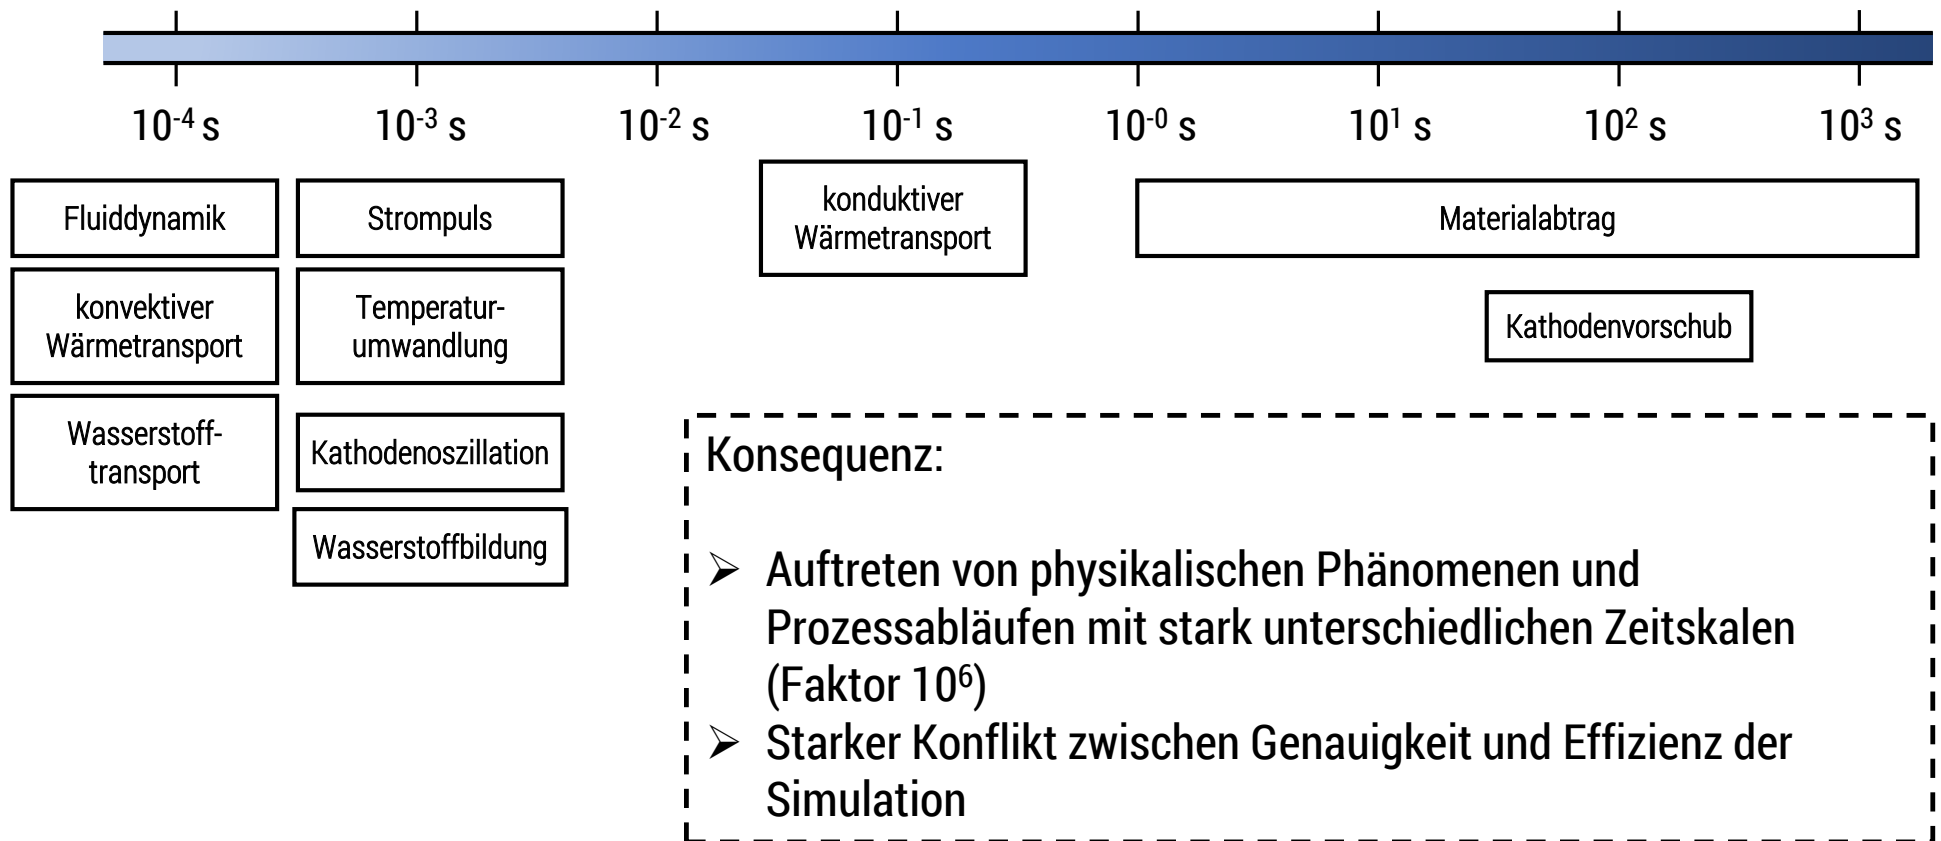 10⁻⁴ s 10⁻³ s 10⁻² s 10⁻¹ s 10⁻⁰ s 10¹ s 10² s 10³ s
Fluiddynamik
konvektiver
Wärmetransport
Wasserstoff-
transport
Strompuls
Temperatur-
umwandlung
Kathodenoszillation
Wasserstoffbildung
konduktiver
Wärmetransport
Materialabtrag
Kathodenvorschub
Konsequenz:
➢ Auftreten von physikalischen Phänomenen und
Prozessabläufen mit stark unterschiedlichen Zeitskalen
(Faktor 10⁶)
➢ Starker Konflikt zwischen Genauigkeit und Effizienz der
Simulation